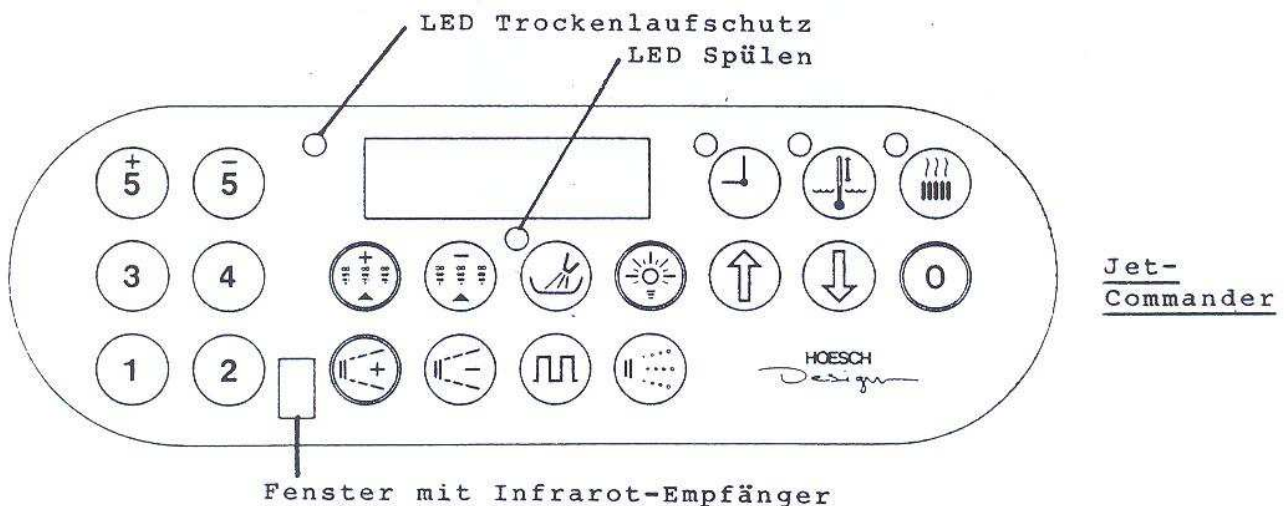 LED Trockenlaufschutz
LED Spülen
+ -
5 5
3 4
+ -
0
Jet-
Commander
1 2
+ -
HOESCH
Design
Fenster mit Infrarot-Empfänger